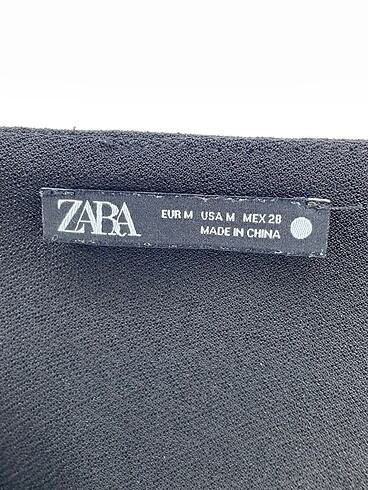 ZARA
EUR M USA M MEX 28
MADE IN CHINA